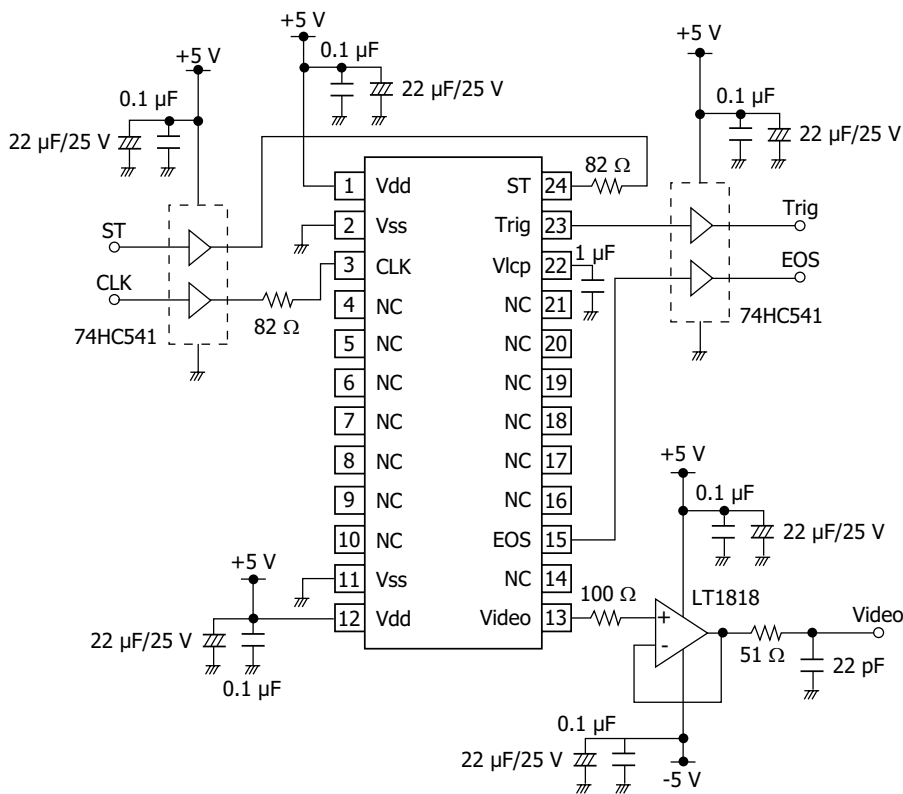 +5 V
+5 V
+5 V
0.1 µF
0.1 µF
22 µF/25 V
0.1 µF
22 µF/25 V
22 µF/25 V
82 Ω
1 Vdd
ST 24
2 Vss
Trig 23
3 CLK
Vlcp 22
4 NC
NC 21
5 NC
NC 20
6 NC
NC 19
7 NC
NC 18
8 NC
NC 17
9 NC
NC 16
10 NC
EOS 15
11 Vss
NC 14
12 Vdd
Video 13
ST
CLK
82 Ω
74HC541
1 µF
Trig
EOS
74HC541
+5 V
22 µF/25 V
0.1 µF
+5 V
0.1 µF
22 µF/25 V
100 Ω
LT1818
+
-
51 Ω
Video
22 pF
0.1 µF
22 µF/25 V
-5 V